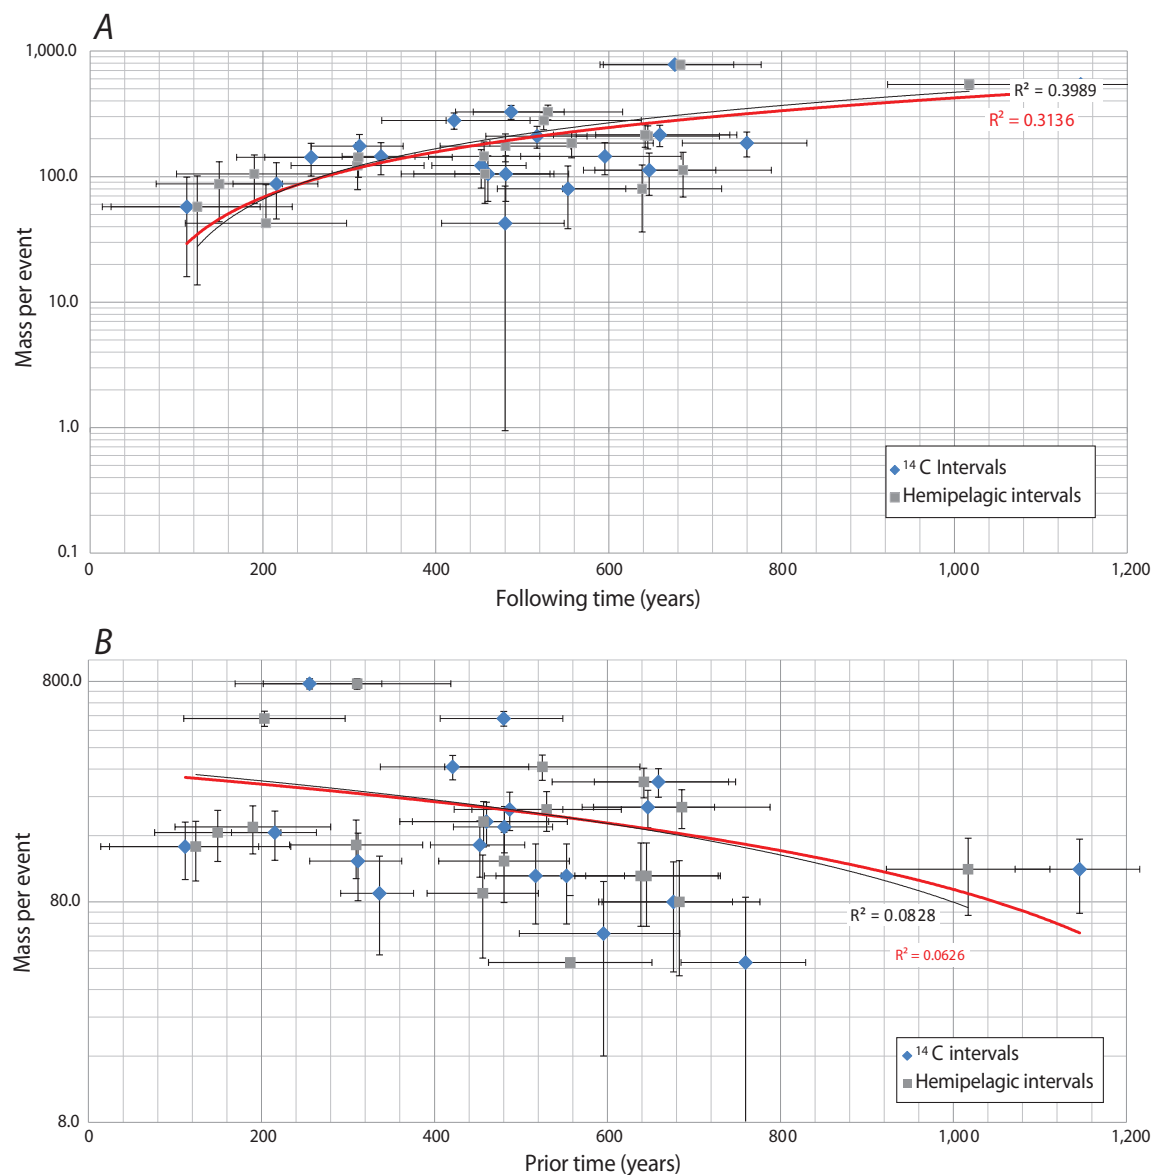 A
1,000.0
100.0
10.0
1.0
0.1
Mass per event
R² = 0.3989
R² = 0.3136
¹⁴C Intervals
Hemipelagic intervals
0 200 400 600 800 1,000 1,200
Following time (years)
B
800.0
80.0
8.0
Mass per event
R² = 0.0828
R² = 0.0626
¹⁴C intervals
Hemipelagic intervals
0 200 400 600 800 1,000 1,200
Prior time (years)